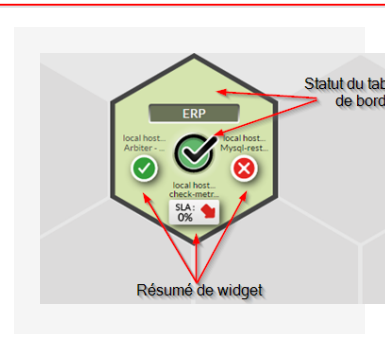 Statut du tab
de bord
ERP
local host...
Arbiter - ...
local host...
Mysql-rest...
local host...
check-metr...
SLA :
0%
Résumé de widget